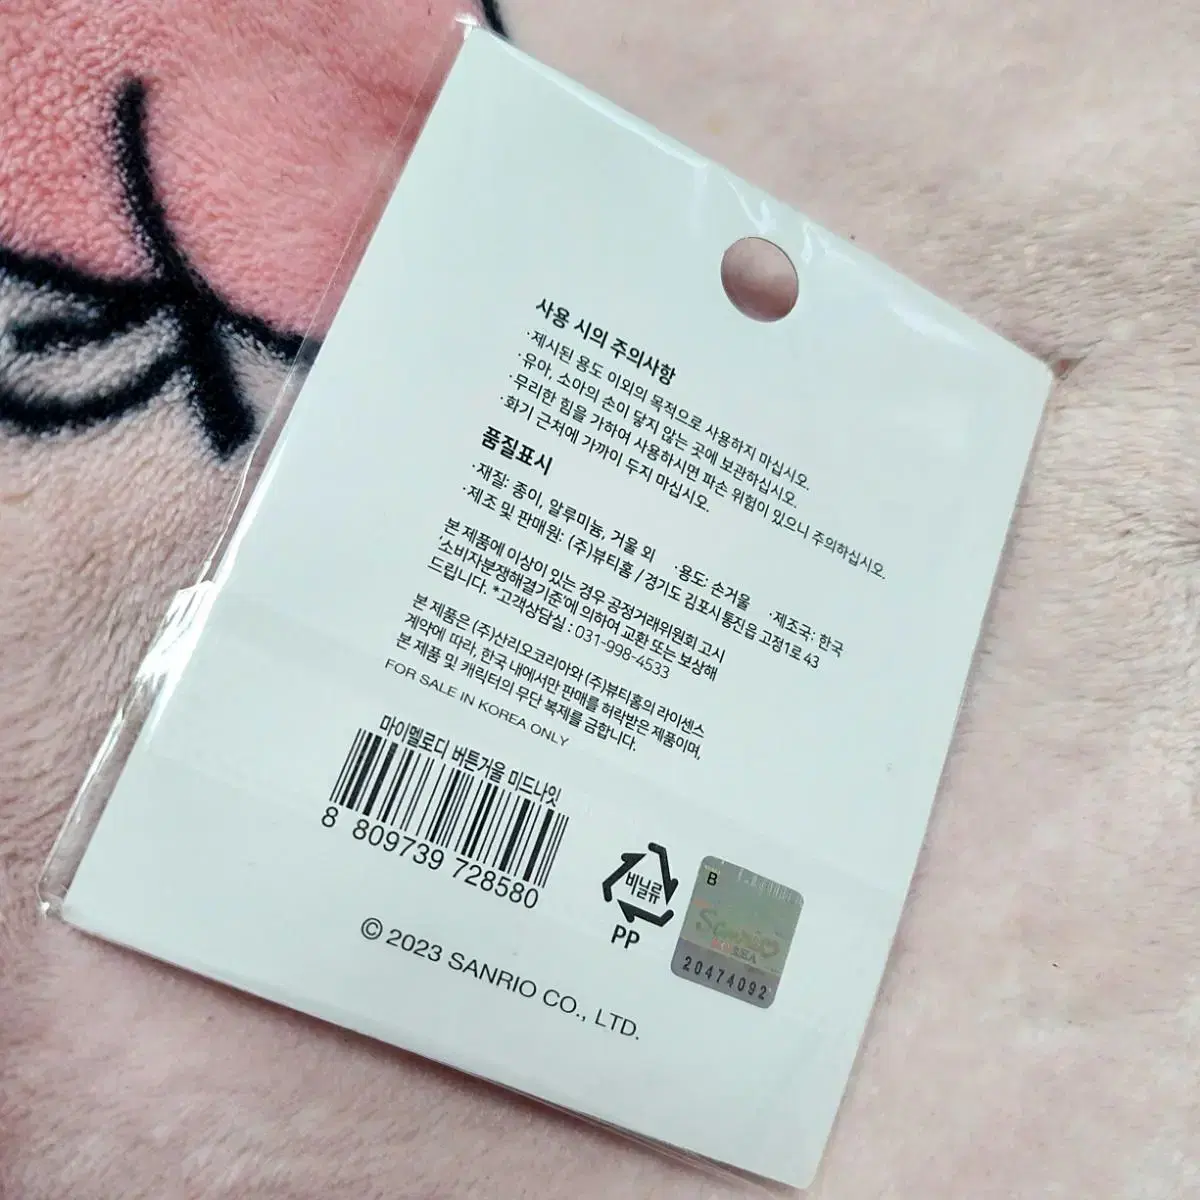 사용 시의 주의사항
·제시된 용도 이외의 목적으로 사용하지 마십시오.
·유아, 소아의 손이 닿지 않는 곳에 보관하십시오.
·무리한 힘을 가하여 사용하시면 파손 위험이 있으니 주의하십시오.
·화기 근처에 가까이 두지 마십시오.
품질표시
·재질: 종이, 알루미늄, 거울 외 ·용도: 손거울 ·제조국: 한국
·제조 및 판매원: (주)뷰티홈 / 경기도 김포시 통진읍 고정1로 43
본 제품에 이상이 있는 경우 공정거래위원회 고시
'소비자분쟁해결기준'에 의하여 교환 또는 보상해
드립니다. *고객상담실 : 031-998-4533
본 제품은 (주)산리오코리아와 (주)뷰티홈의 라이센스
계약에 따라, 한국 내에서만 판매를 허락받은 제품이며,
본 제품 및 캐릭터의 무단 복제를 금합니다.
FOR SALE IN KOREA ONLY
마이멜로디 버튼거울 미드나잇
8 809739 728580
비닐류
PP
B
Sanrio
KOREA
20474092
© 2023 SANRIO CO., LTD.